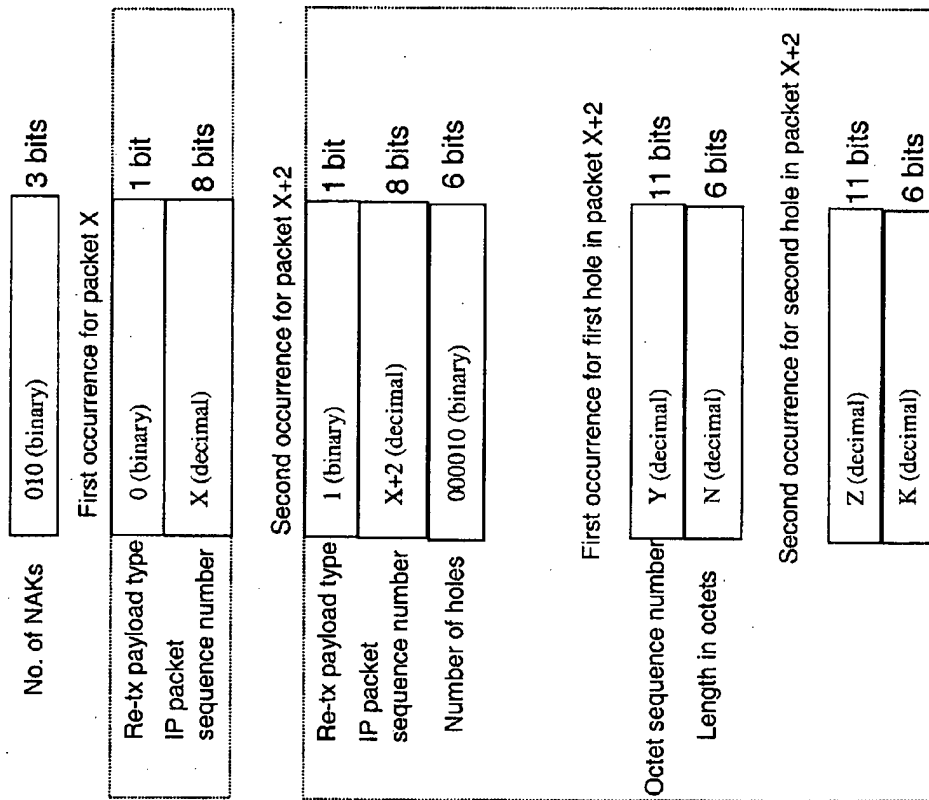 No. of NAKs 010 (binary) 3 bits
First occurrence for packet X
Re-tx payload type 0 (binary) 1 bit
IP packet
sequence number X (decimal) 8 bits
Second occurrence for packet X+2
Re-tx payload type 1 (binary) 1 bit
IP packet
sequence number X+2 (decimal) 8 bits
Number of holes 000010 (binary) 6 bits
First occurrence for first hole in packet X+2
Octet sequence number Y (decimal) 11 bits
Length in octets N (decimal) 6 bits
Second occurrence for second hole in packet X+2
Z (decimal) 11 bits
K (decimal) 6 bits